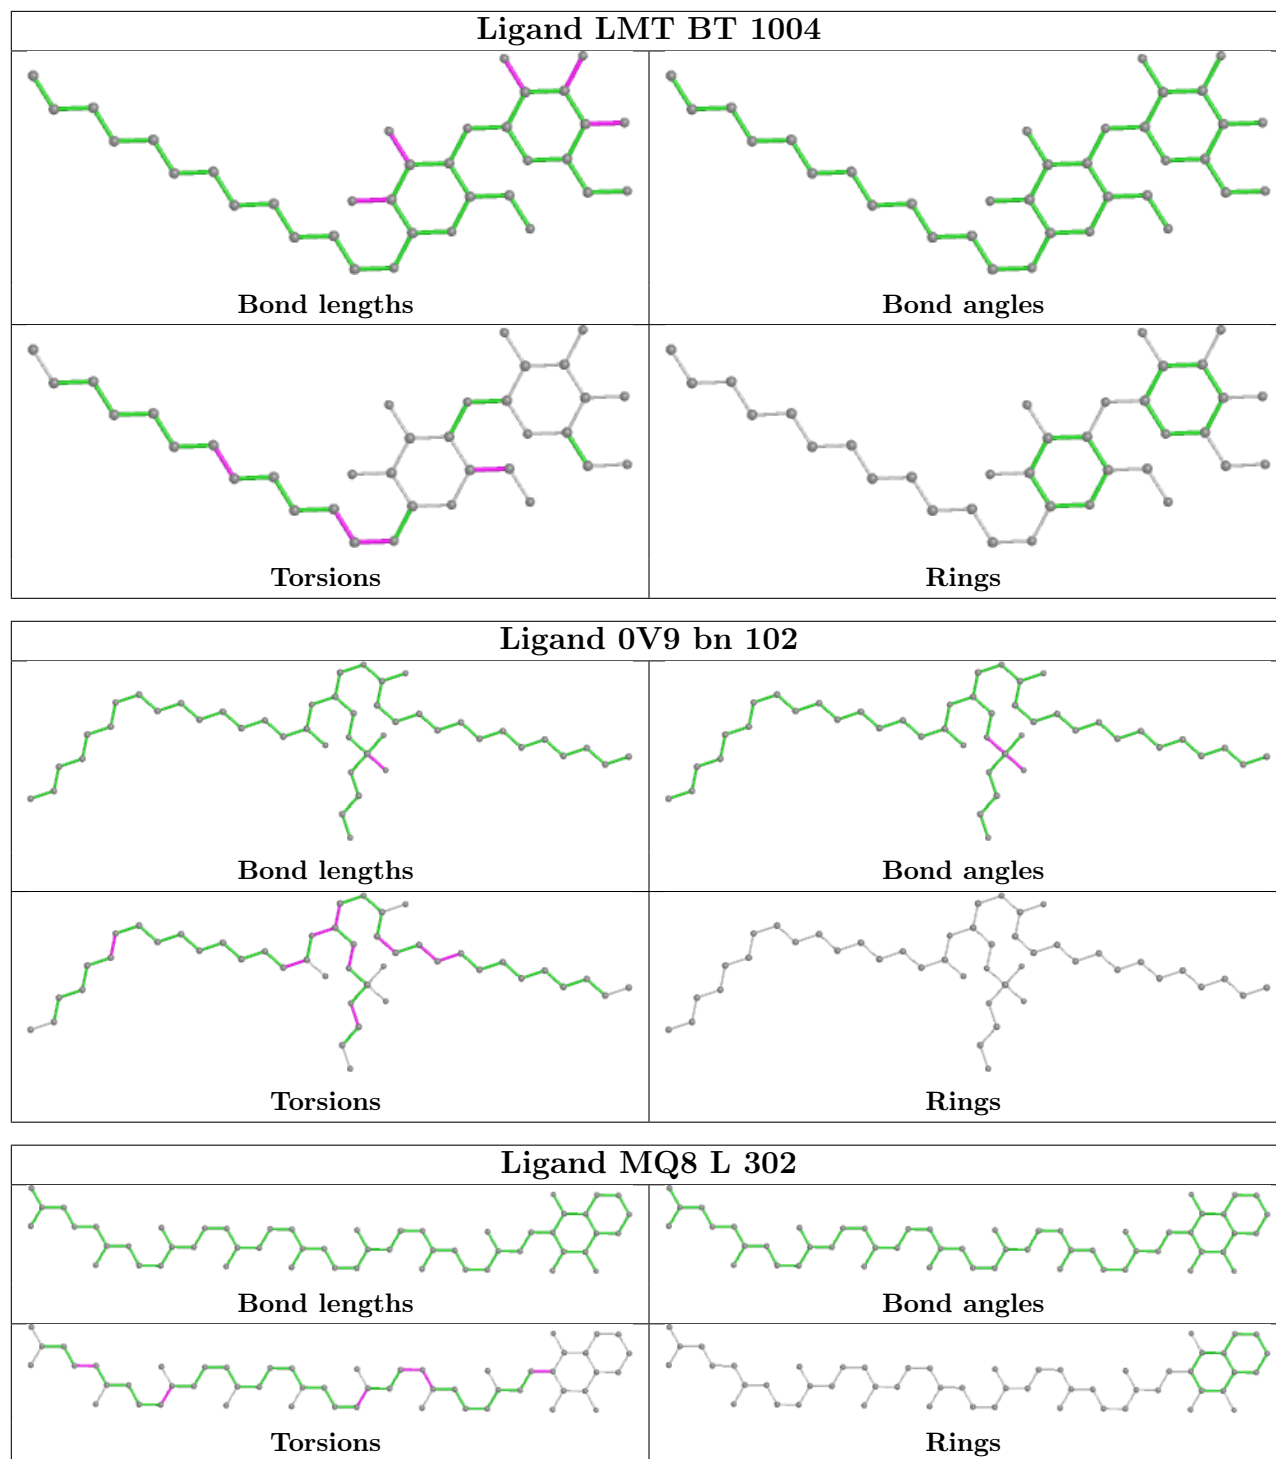 Ligand LMT BT 1004
Bond lengths
Bond angles
Torsions
Rings
Ligand 0V9 bn 102
Bond lengths
Bond angles
Torsions
Rings
Ligand MQ8 L 302
Bond lengths
Bond angles
Torsions
Rings